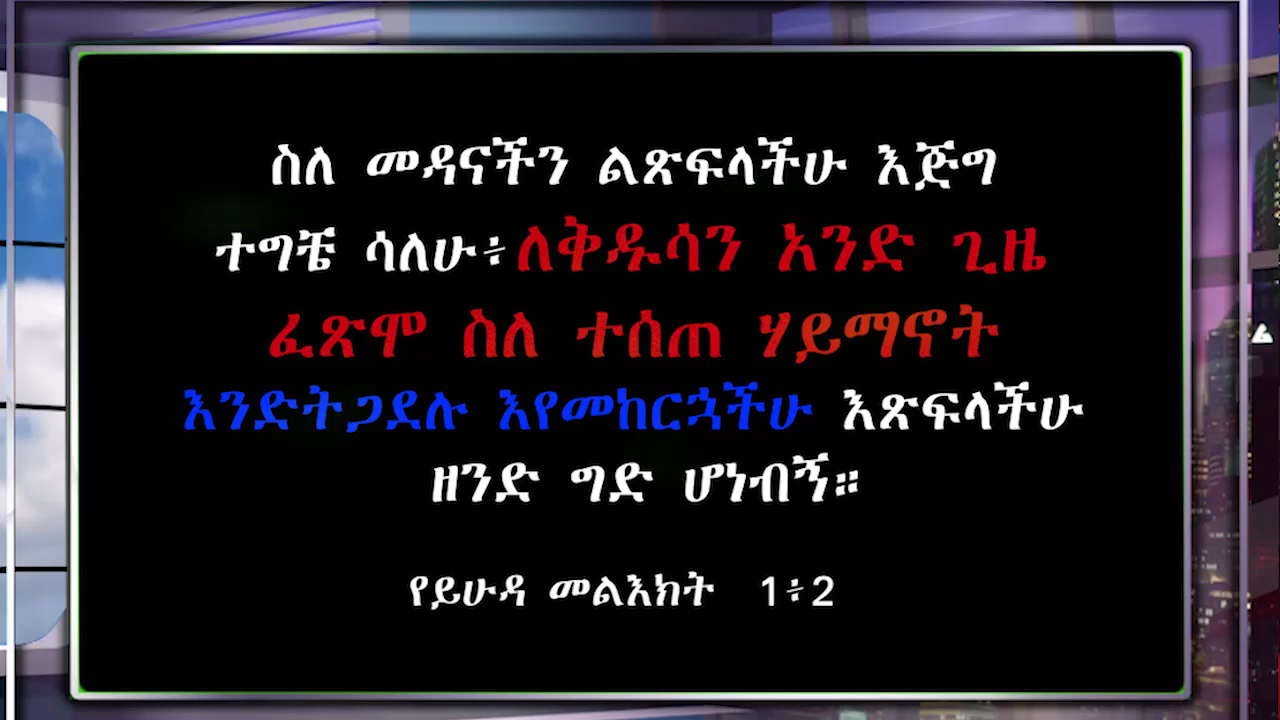 ስለ መዳናችን ልጽፍላችሁ እጅግ
ተግቼ ሳለሁ፥ለቅዱሳን አንድ ጊዜ
ፈጽሞ ስለ ተሰጠ ሃይማኖት
እንድትጋደሉ እየመከርኋችሁ እጽፍላችሁ
ዘንድ ግድ ሆነብኝ።
የይሁዳ መልእክት 1፥2